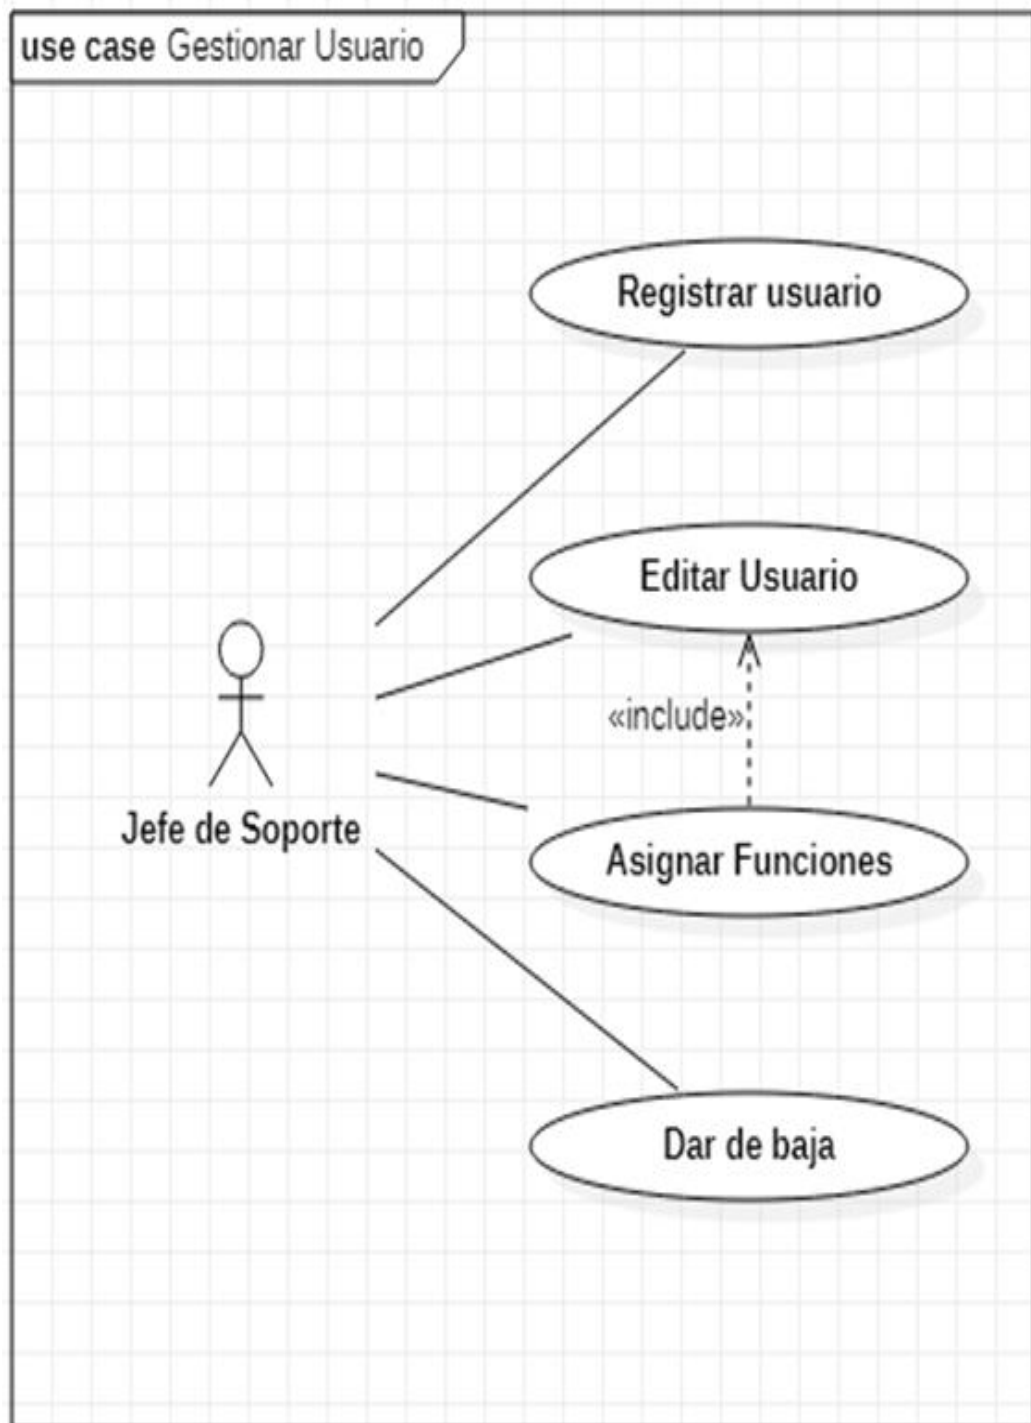 use case Gestionar Usuario
Registrar usuario
Editar Usuario
«include»
Jefe de Soporte
Asignar Funciones
Dar de baja